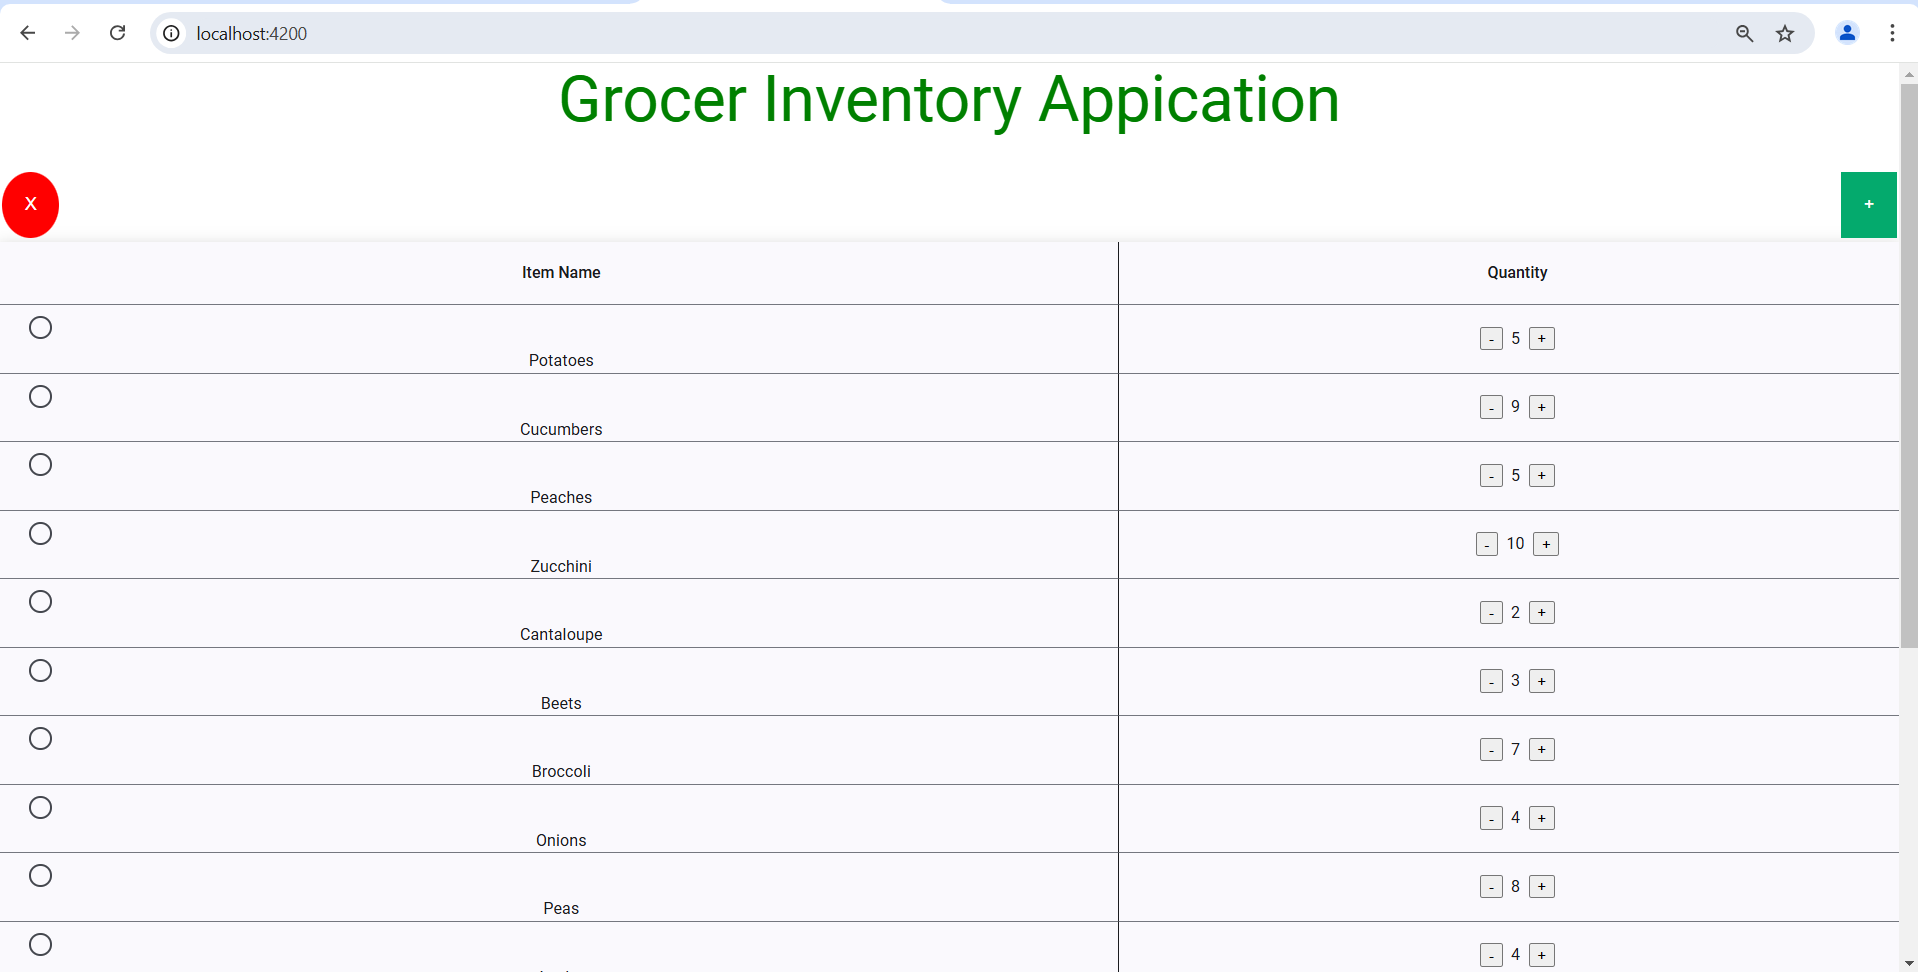 localhost:4200
Grocer Inventory Appication
X
+
Item Name Quantity
Potatoes - 5 +
Cucumbers - 9 +
Peaches - 5 +
Zucchini - 10 +
Cantaloupe - 2 +
Beets - 3 +
Broccoli - 7 +
Onions - 4 +
Peas - 8 +
- 4 +